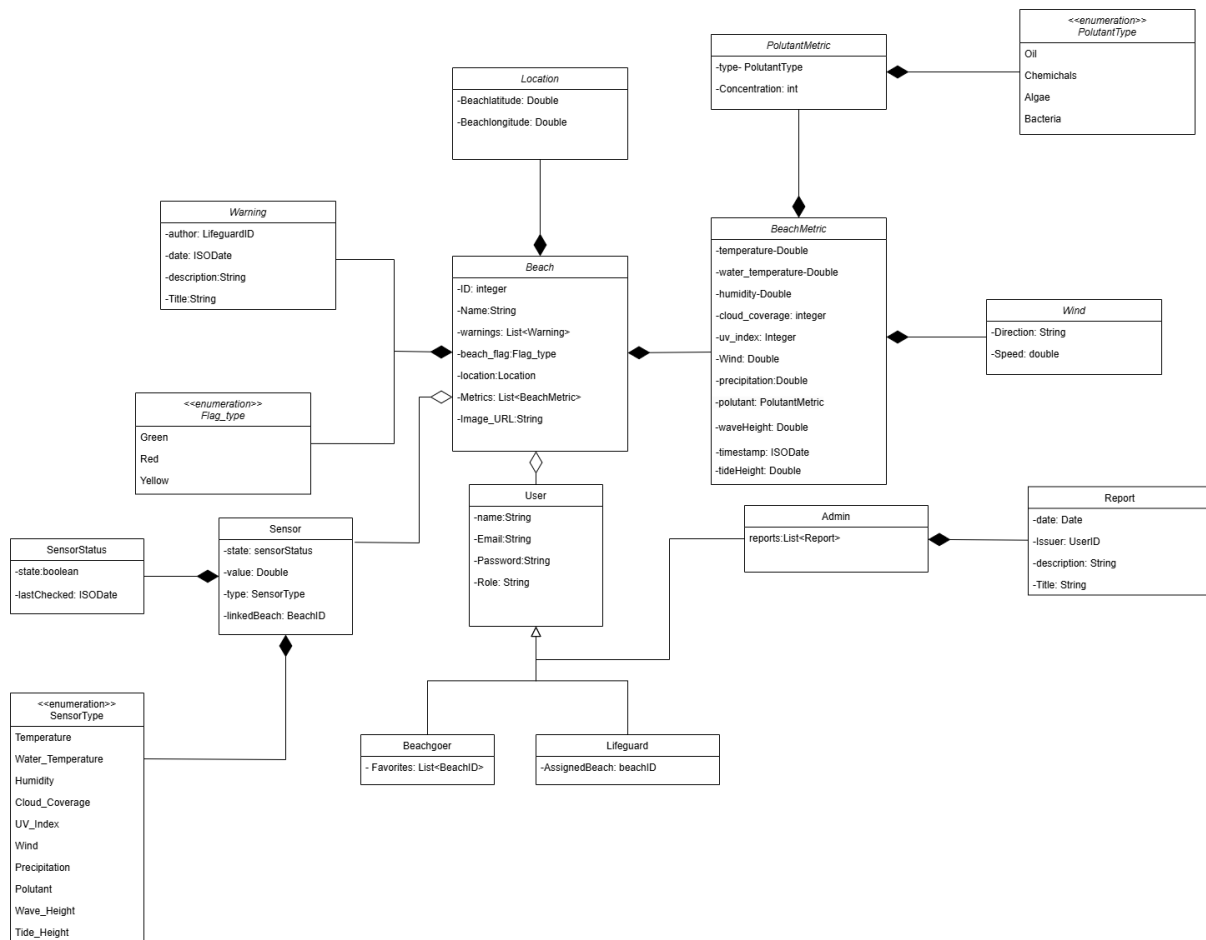 <<enumeration>>
PolutantType
Oil
Chemichals
Algae
Bacteria
PolutantMetric
-type- PolutantType
-Concentration: int
Location
-Beachlatitude: Double
-Beachlongitude: Double
Warning
-author: LifeguardID
-date: ISODate
-description:String
-Title:String
BeachMetric
-temperature-Double
-water_temperature-Double
-humidity-Double
-cloud_coverage: integer
-uv_index: Integer
-Wind: Double
-precipitation:Double
-polutant: PolutantMetric
-waveHeight: Double
-timestamp: ISODate
-tideHeight: Double
Beach
-ID: integer
-Name:String
-warnings: List<Warning>
-beach_flag:Flag_type
-location:Location
-Metrics: List<BeachMetric>
-Image_URL:String
Wind
-Direction: String
-Speed: double
<<enumeration>>
Flag_type
Green
Red
Yellow
User
-name:String
-Email:String
-Password:String
-Role: String
Report
-date: Date
-Issuer: UserID
-description: String
-Title: String
Admin
reports:List<Report>
Sensor
-state: sensorStatus
-value: Double
-type: SensorType
-linkedBeach: BeachID
SensorStatus
-state:boolean
-lastChecked: ISODate
<<enumeration>>
SensorType
Temperature
Water_Temperature
Humidity
Cloud_Coverage
UV_Index
Wind
Precipitation
Polutant
Wave_Height
Tide_Height
Beachgoer
- Favorites: List<BeachID>
Lifeguard
-AssignedBeach: beachID